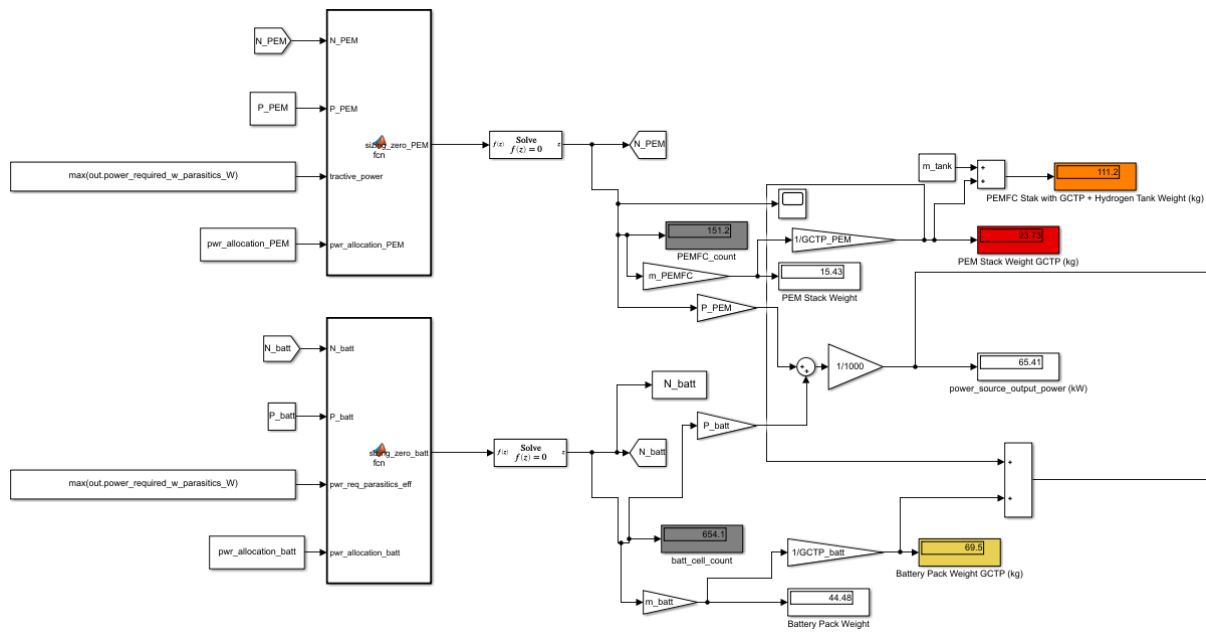 N_PEM
N_PEM
P_PEM
P_PEM
sizing_zero_PEM
fcn
f(z)
Solve
f(z) = 0
z
N_PEM
max(out.power_required_w_parasitics_W)
tractive_power
pwr_allocation_PEM
pwr_allocation_PEM
m_tank
+
+
111.2
PEMFC Stak with GCTP + Hydrogen Tank Weight (kg)
151.2
PEMFC_count
1/GCTP_PEM
23.73
PEM Stack Weight GCTP (kg)
m_PEMFC
15.43
PEM Stack Weight
P_PEM
N_batt
N_batt
+
+
1/1000
65.41
power_source_output_power (kW)
N_batt
P_batt
P_batt
P_batt
sizing_zero_batt
fcn
f(z)
Solve
f(z) = 0
z
N_batt
max(out.power_required_w_parasitics_W)
pwr_req_parasitics_eff
+
+
pwr_allocation_batt
pwr_allocation_batt
654.1
batt_cell_count
1/GCTP_batt
69.5
Battery Pack Weight GCTP (kg)
m_batt
44.48
Battery Pack Weight